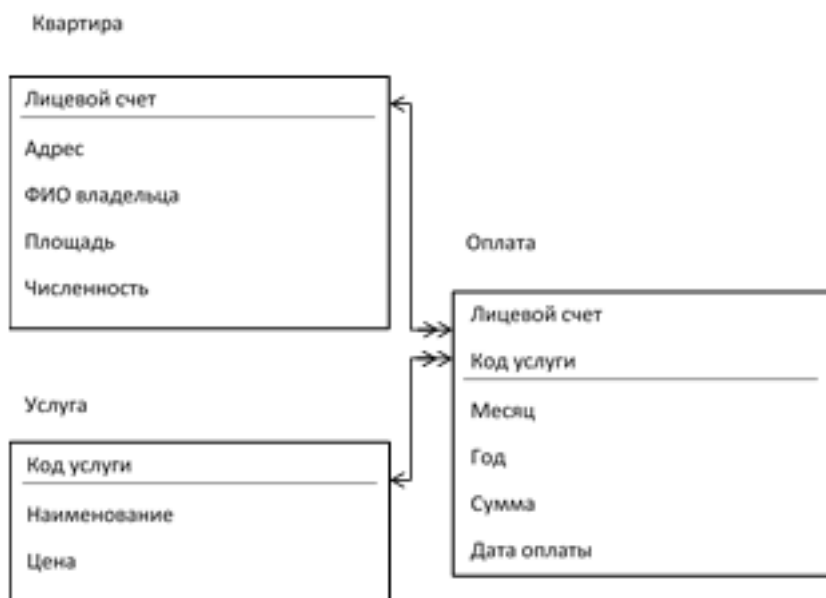 Квартира
Лицевой счет
Адрес
ФИО владельца
Площадь
Численность
Оплата
Лицевой счет
Код услуги
Месяц
Год
Сумма
Дата оплаты
Услуга
Код услуги
Наименование
Цена